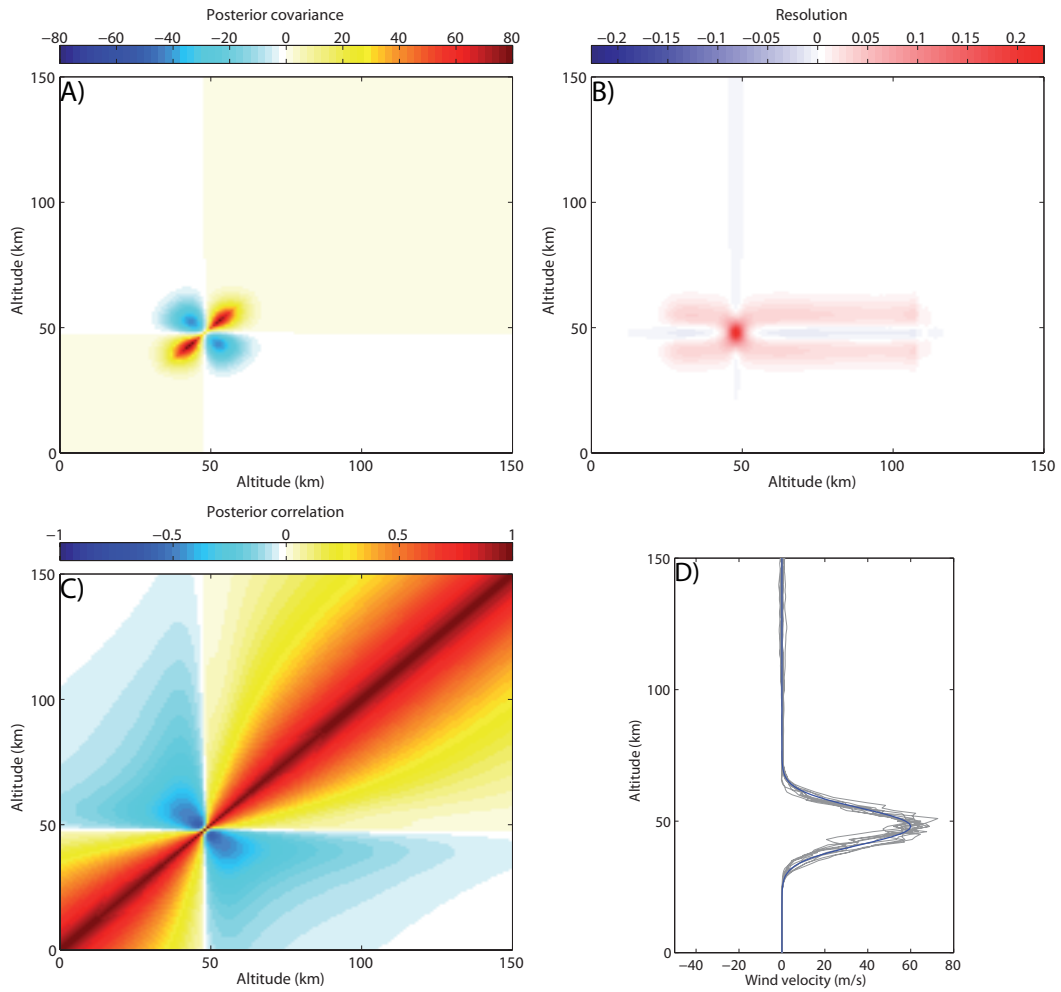 Posterior covariance
−80 −60 −40 −20 0 20 40 60 80
A)
150
100
50
0
Altitude (km)
0 50 100 150
Altitude (km)
Resolution
−0.2 −0.15 −0.1 −0.05 0 0.05 0.1 0.15 0.2
B)
150
100
50
0
Altitude (km)
0 50 100 150
Altitude (km)
Posterior correlation
−1 −0.5 0 0.5 1
C)
150
100
50
0
Altitude (km)
0 50 100 150
Altitude (km)
D)
150
100
50
0
Altitude (km)
−40 −20 0 20 40 60 80
Wind velocity (m/s)